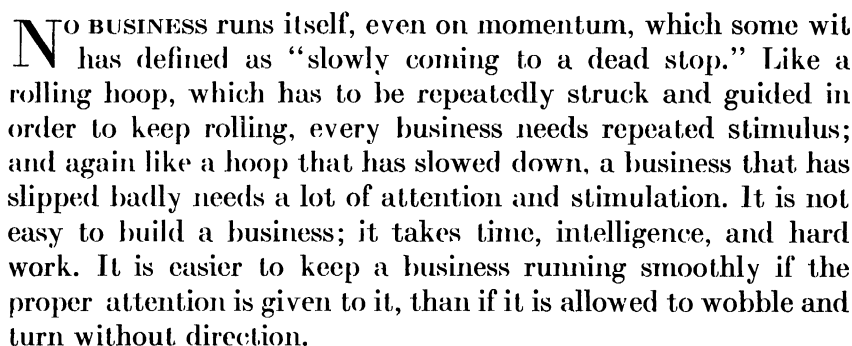 NO BUSINESS runs itself, even on momentum, which some wit
has defined as “slowly coming to a dead stop.” Like a
rolling hoop, which has to be repeatedly struck and guided in
order to keep rolling, every business needs repeated stimulus;
and again like a hoop that has slowed down, a business that has
slipped badly needs a lot of attention and stimulation. It is not
easy to build a business; it takes time, intelligence, and hard
work. It is easier to keep a business running smoothly if the
proper attention is given to it, than if it is allowed to wobble and
turn without direction.